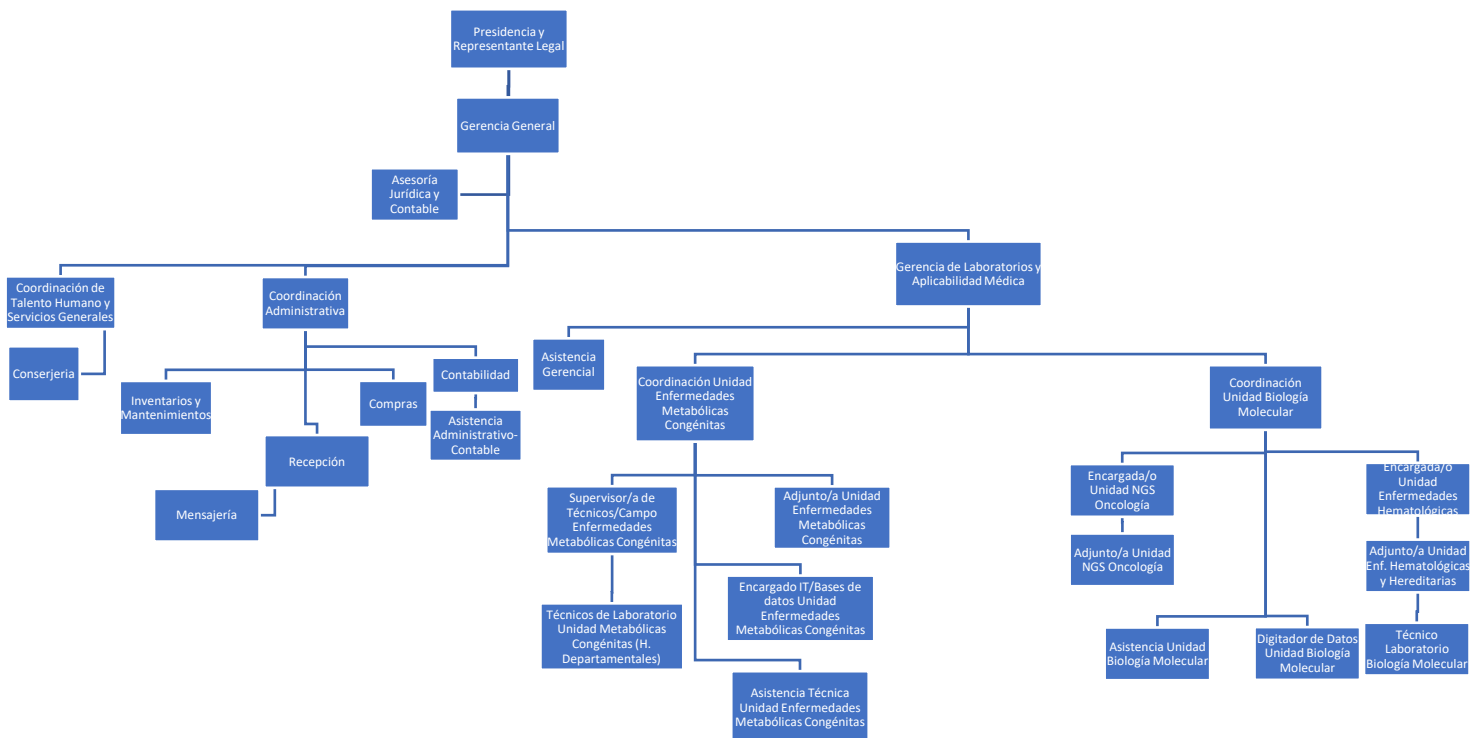 Presidencia y
Representante Legal
Gerencia General
Asesoría
Jurídica y
Contable
Coordinación de
Talento Humano y
Servicios Generales
Coordinación
Administrativa
Gerencia de Laboratorios y
Aplicabilidad Médica
Conserjeria
Inventarios y
Mantenimientos
Compras
Contabilidad
Asistencia
Administrativo-
Contable
Recepción
Mensajería
Asistencia
Gerencial
Coordinación Unidad
Enfermedades
Metabólicas
Congénitas
Coordinación
Unidad Biología
Molecular
Supervisor/a de
Técnicos/Campo
Enfermedades
Metabólicas Congénitas
Adjunto/a Unidad
Enfermedades
Metabólicas
Congénitas
Técnicos de Laboratorio
Unidad Metabólicas
Congénitas (H.
Departamentales)
Encargado IT/Bases de
datos Unidad
Enfermedades
Metabólicas Congénitas
Asistencia Técnica
Unidad Enfermedades
Metabólicas Congénitas
Encargada/o
Unidad NGS
Oncología
Adjunto/a Unidad
NGS Oncología
Encargada/o
Unidad
Enfermedades
Hematológicas
Adjunto/a Unidad
Enf. Hematológicas
y Hereditarias
Asistencia Unidad
Biología Molecular
Digitador de Datos
Unidad Biología
Molecular
Técnico
Laboratorio
Biología Molecular